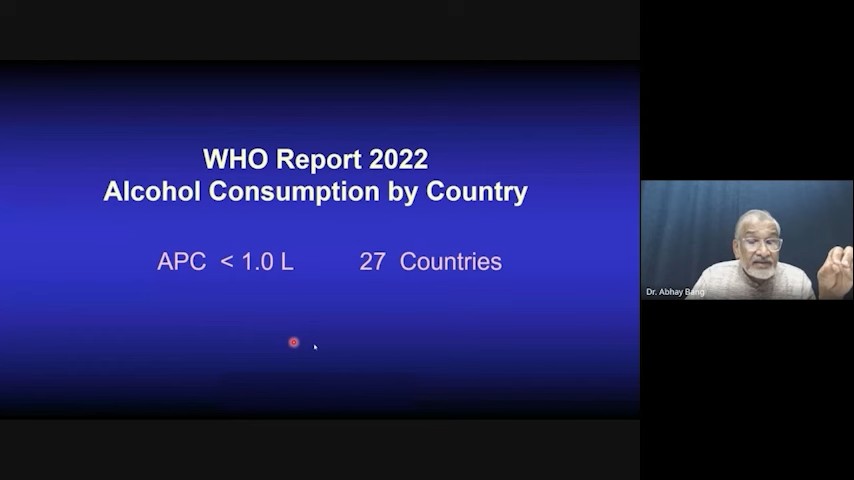 WHO Report 2022
Alcohol Consumption by Country
APC < 1.0 L 27 Countries
Dr. Abhay Bang